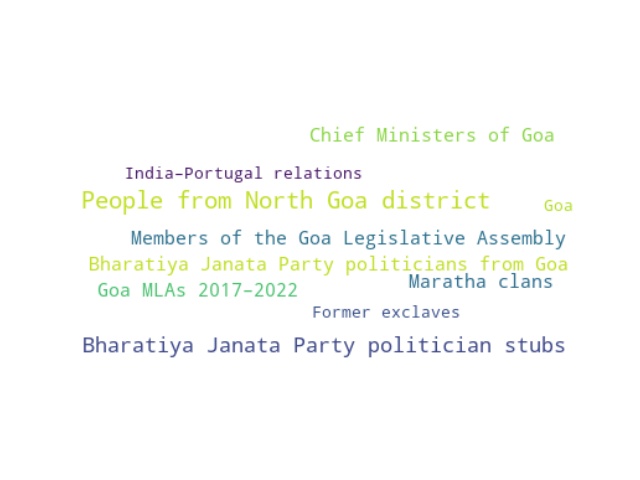 Chief Ministers of Goa
India–Portugal relations
People from North Goa district
Goa
Members of the Goa Legislative Assembly
Bharatiya Janata Party politicians from Goa
Maratha clans
Goa MLAs 2017–2022
Former exclaves
Bharatiya Janata Party politician stubs